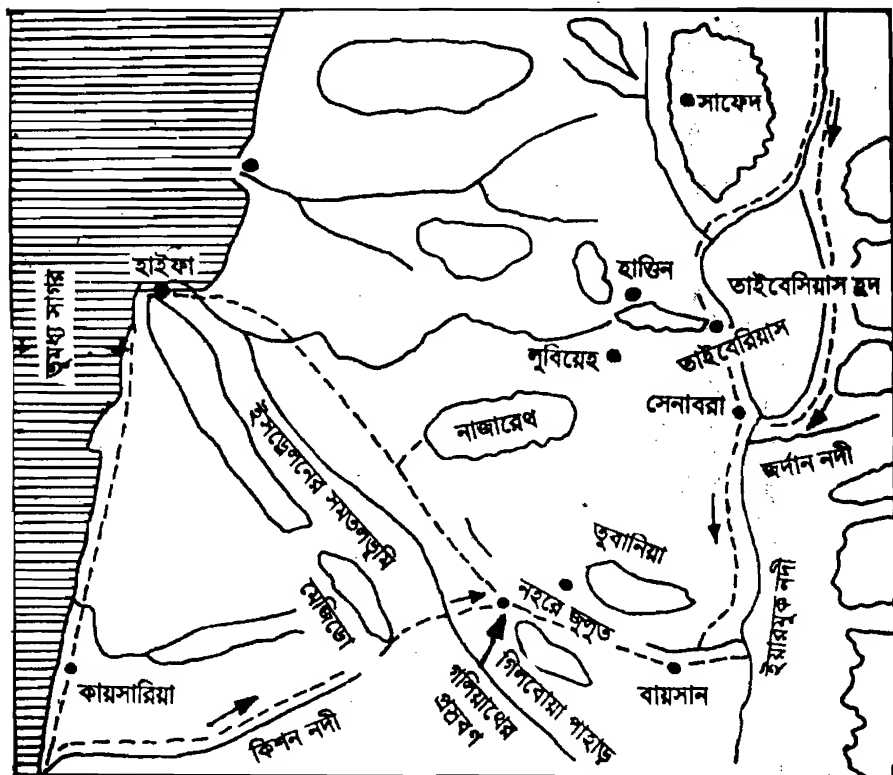 সাফেদ
হাইফা
ভূমধ্য সাগর
হাত্তিন
তাইবেসিয়াস হ্রদ
লুবিয়েহ
তাইবেরিয়াস
সেনাবরা
নাজারেথ
জর্দান নদী
ইসড্রেলনের সমতলভূমি
তুবানিয়া
মেজিডো
নহরে জুলুত
ইয়ারমুক নদী
কায়সারিয়া
গলিয়াথের
প্রস্রবণ
গিলবোয়া পাহাড়
বায়সান
কিশন নদী